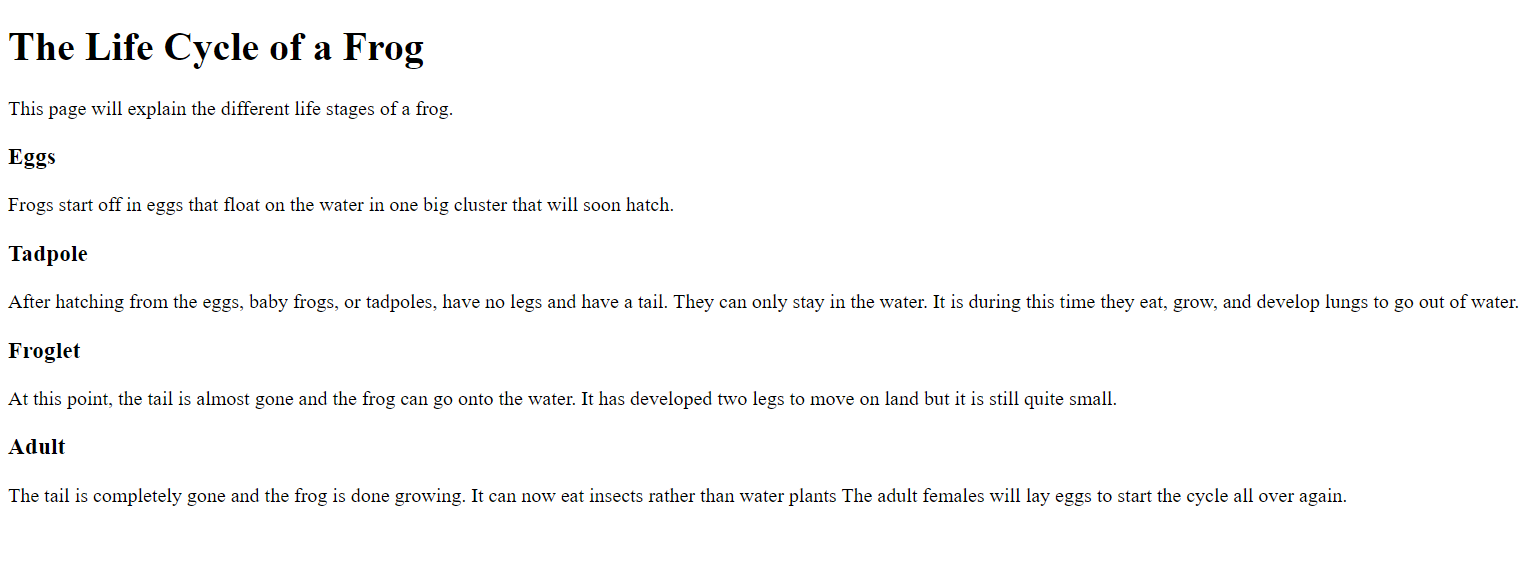 The Life Cycle of a Frog
This page will explain the different life stages of a frog.
Eggs
Frogs start off in eggs that float on the water in one big cluster that will soon hatch.
Tadpole
After hatching from the eggs, baby frogs, or tadpoles, have no legs and have a tail. They can only stay in the water. It is during this time they eat, grow, and develop lungs to go out of water.
Froglet
At this point, the tail is almost gone and the frog can go onto the water. It has developed two legs to move on land but it is still quite small.
Adult
The tail is completely gone and the frog is done growing. It can now eat insects rather than water plants The adult females will lay eggs to start the cycle all over again.